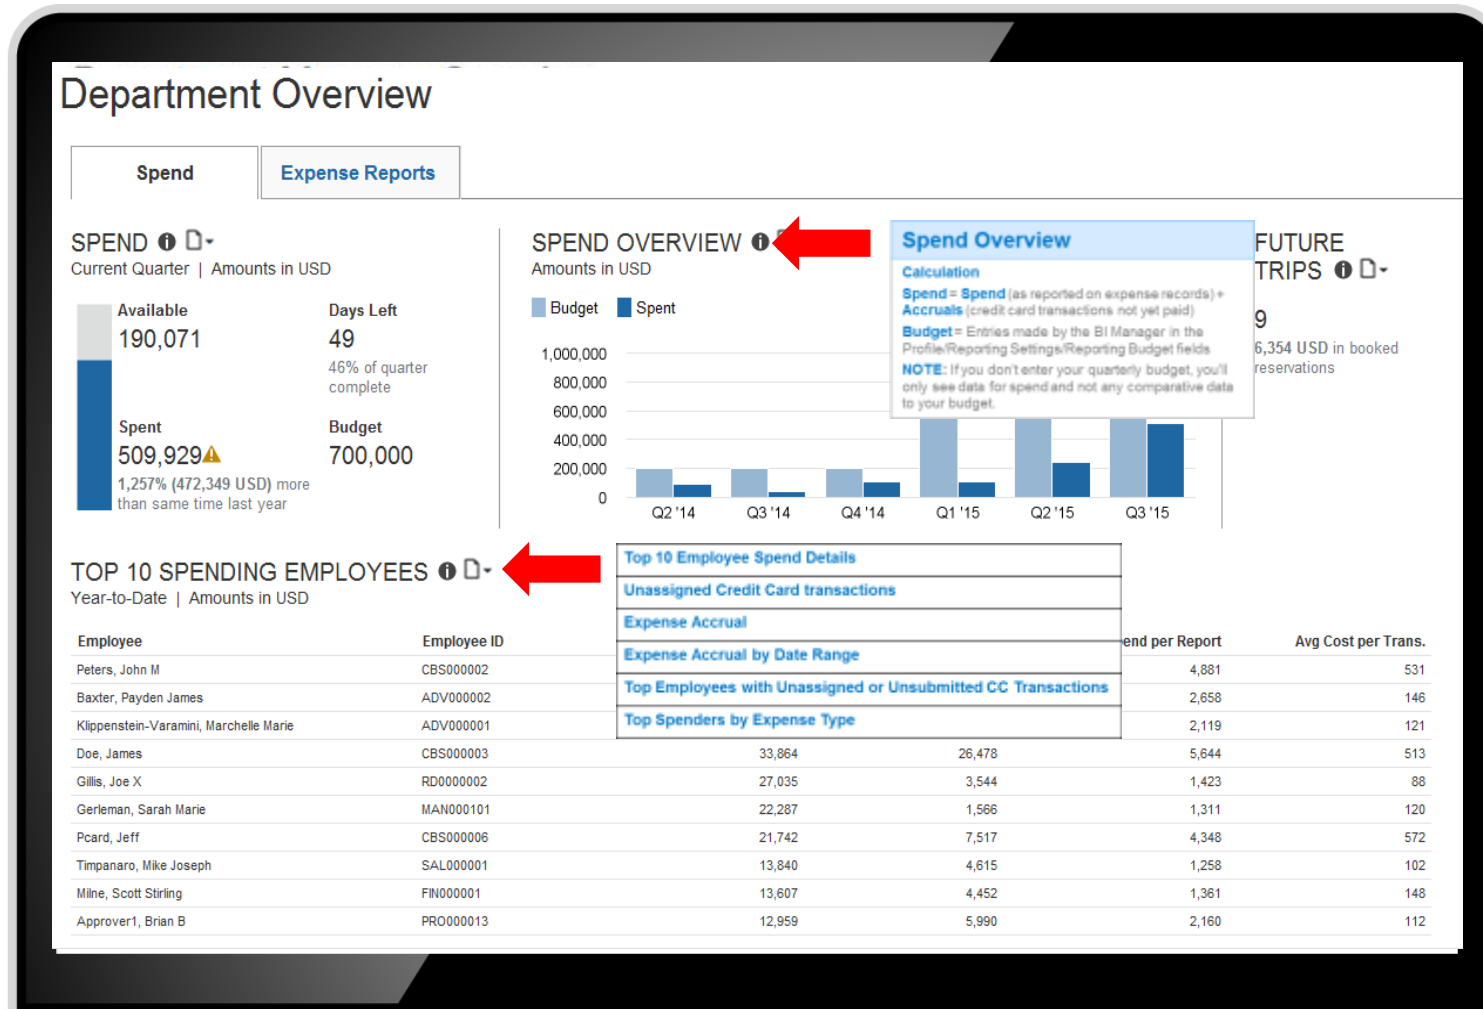 Department Overview
Spend
Expense Reports
SPEND
Current Quarter | Amounts in USD
Available
190,071
Days Left
49
46% of quarter
complete
Spent
509,929
Budget
700,000
1,257% (472,349 USD) more
than same time last year
SPEND OVERVIEW
Amounts in USD
Budget
Spent
1,000,000
800,000
600,000
400,000
200,000
0
Q2 '14
Q3 '14
Q4 '14
Q1 '15
Q2 '15
Q3 '15
Spend Overview
Calculation
Spend = Spend (as reported on expense records) +
Accruals (credit card transactions not yet paid)
Budget = Entries made by the BI Manager in the
Profile/Reporting Settings/Reporting Budget fields
NOTE: If you don't enter your quarterly budget, you'll
only see data for spend and not any comparative data
to your budget.
FUTURE
TRIPS
9
6,354 USD in booked
reservations
TOP 10 SPENDING EMPLOYEES
Year-to-Date | Amounts in USD
Top 10 Employee Spend Details
Unassigned Credit Card transactions
Expense Accrual
Expense Accrual by Date Range
Top Employees with Unassigned or Unsubmitted CC Transactions
Top Spenders by Expense Type
Employee Employee ID end per Report Avg Cost per Trans.
Peters, John M CBS000002 4,881 531
Baxter, Payden James ADV000002 2,658 146
Klippenstein-Varamini, Marchelle Marie ADV000001 2,119 121
Doe, James CBS000003 33,864 26,478 5,644 513
Gillis, Joe X RD0000002 27,035 3,544 1,423 88
Gerleman, Sarah Marie MAN000101 22,287 1,566 1,311 120
Pcard, Jeff CBS000006 21,742 7,517 4,348 572
Timpanaro, Mike Joseph SAL000001 13,840 4,615 1,258 102
Milne, Scott Stirling FIN000001 13,607 4,452 1,361 148
Approver1, Brian B PRO000013 12,959 5,990 2,160 112